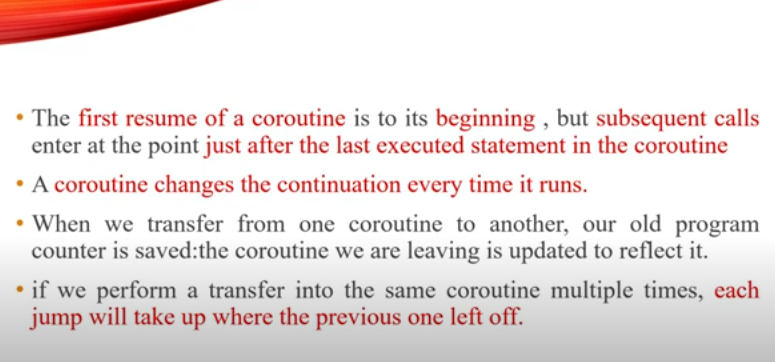 • The first resume of a coroutine is to its beginning , but subsequent calls
enter at the point just after the last executed statement in the coroutine
• A coroutine changes the continuation every time it runs.
• When we transfer from one coroutine to another, our old program
counter is saved:the coroutine we are leaving is updated to reflect it.
• if we perform a transfer into the same coroutine multiple times, each
jump will take up where the previous one left off.